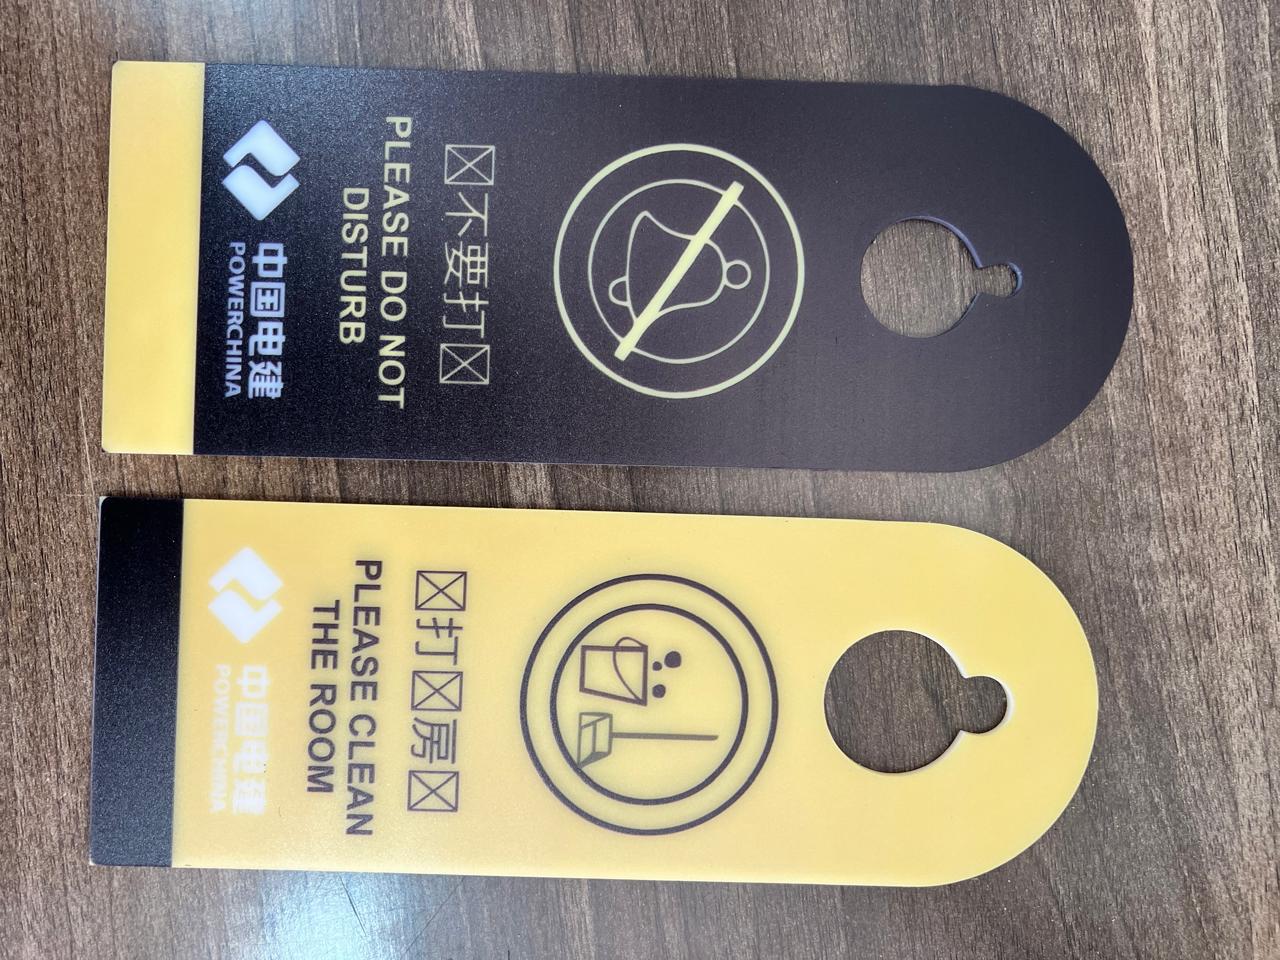 ☒不要打☒
PLEASE DO NOT
DISTURB
中国电建
POWERCHINA
☒打☒房☒
PLEASE CLEAN
THE ROOM
中国电建
POWERCHINA